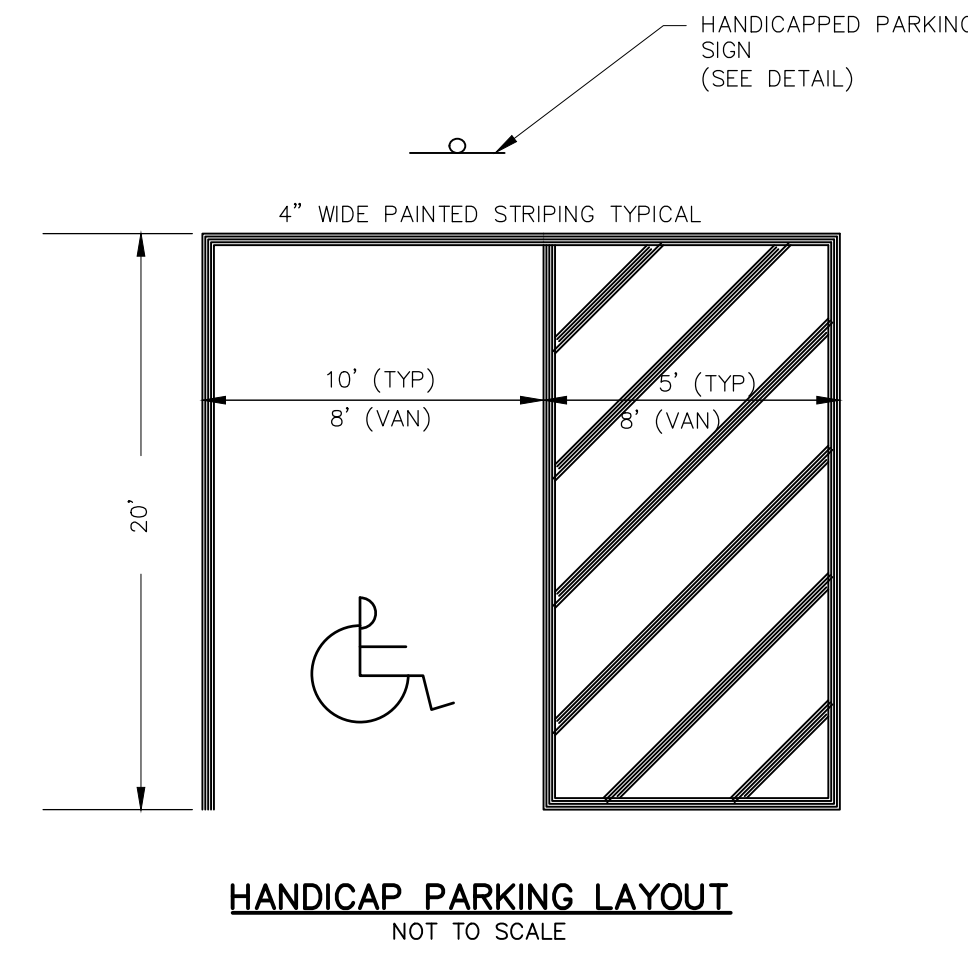 HANDICAPPED PARKING
SIGN
(SEE DETAIL)
4" WIDE PAINTED STRIPING TYPICAL
10' (TYP)
8' (VAN)
5' (TYP)
8' (VAN)
20'
HANDICAP PARKING LAYOUT
NOT TO SCALE